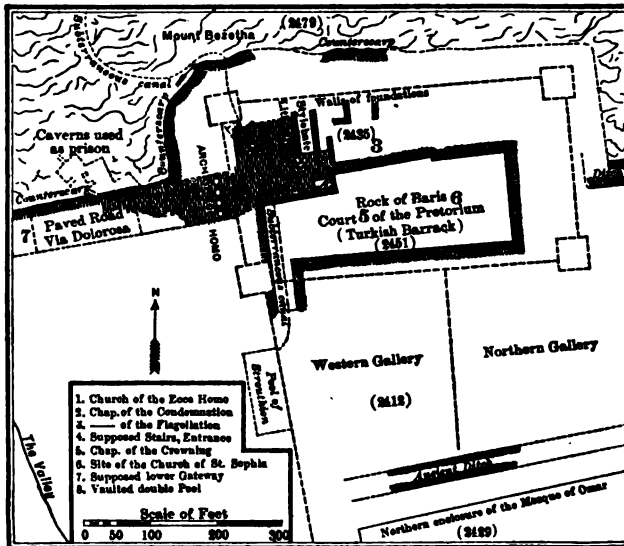 (2479)
Mount Bezetha
Subterraneous canal
Counterscarp
Counterscarp
Caverns used
as prison
Counterscarp
Walls of foundations
Stylobate
(2435)
8
ARCH
HOMO
Ditch
Rock of Baris 6
Court 5 of the Pretorium
(Turkish Barrack)
(2451)
7
Paved Road
Via Dolorosa
Subterraneous canal
N
Pool of
Strouthion
Western Gallery
Northern Gallery
(2412)
Ancient Ditch
Northern enclosure of the Mosque of Omar
(2429)
The Valley
1. Church of the Ecce Homo
2. Chap. of the Condemnation
3. —— of the Flagellation
4. Supposed Stairs, Entrance
5. Chap. of the Crowning
6. Site of the Church of St. Sophia
7. Supposed lower Gateway
8. Vaulted double Pool
Scale of Feet
0 50 100 200 300